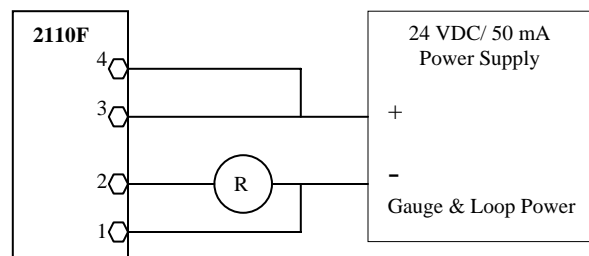 2110F
4
3
2
1
R
24 VDC/ 50 mA
Power Supply
+
-
Gauge & Loop Power